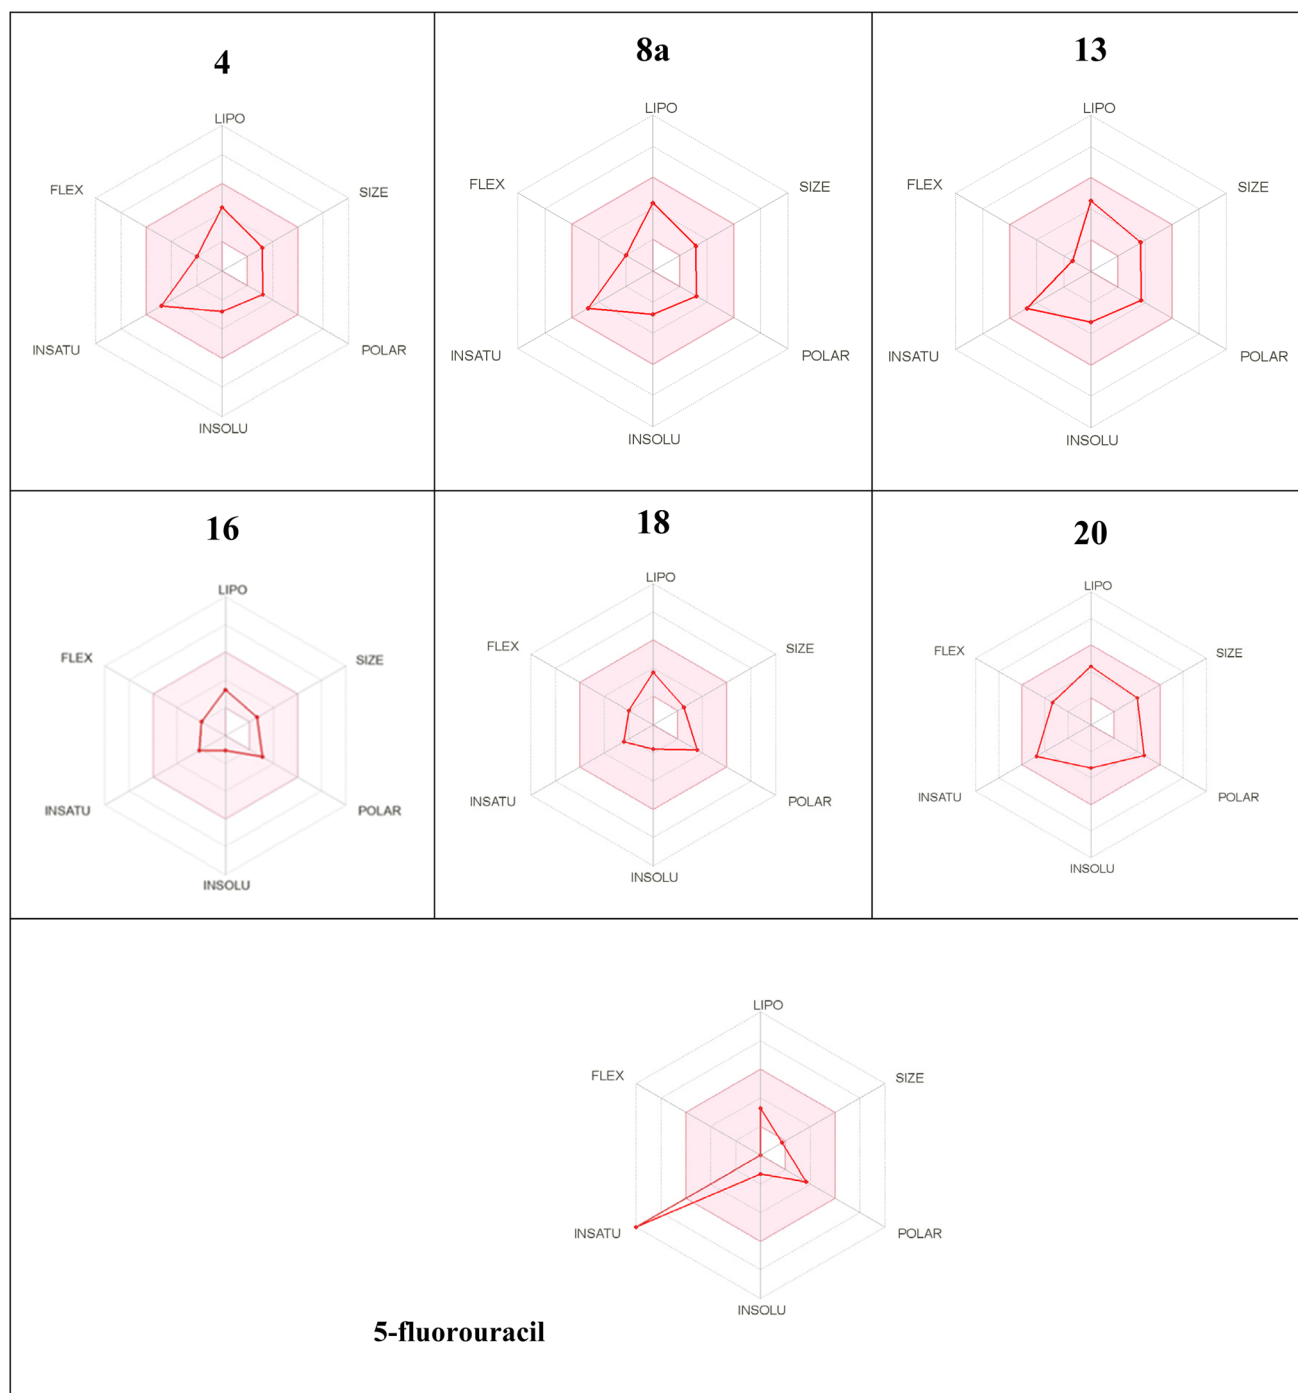 4
LIPO
FLEX
SIZE
INSATU
POLAR
INSOLU
8a
LIPO
FLEX
SIZE
INSATU
POLAR
INSOLU
13
LIPO
FLEX
SIZE
INSATU
POLAR
INSOLU
16
LIPO
FLEX
SIZE
INSATU
POLAR
INSOLU
18
LIPO
FLEX
SIZE
INSATU
POLAR
INSOLU
20
LIPO
FLEX
SIZE
INSATU
POLAR
INSOLU
LIPO
FLEX
SIZE
INSATU
POLAR
INSOLU
5-fluorouracil